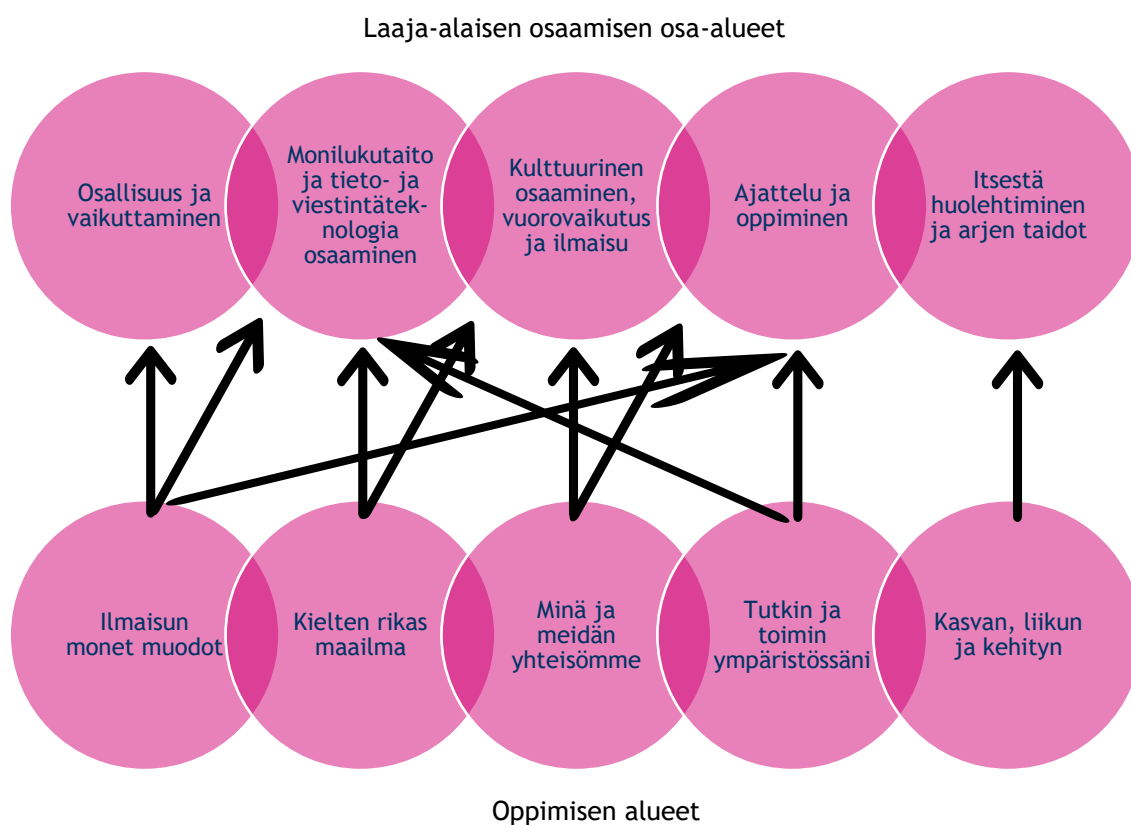 Laaja-alaisen osaamisen osa-alueet
Osallisuus ja
vaikuttaminen
Monilukutaito
ja tieto- ja
viestintätek-
nologia
osaaminen
Kulttuurinen
osaaminen,
vuorovaikutus
ja ilmaisu
Ajattelu ja
oppiminen
Itsestä
huolehtiminen
ja arjen taidot
Ilmaisun
monet muodot
Kielten rikas
maailma
Minä ja
meidän
yhteisömme
Tutkin ja
toimin
ympäristössäni
Kasvan, liikun
ja kehityn
Oppimisen alueet